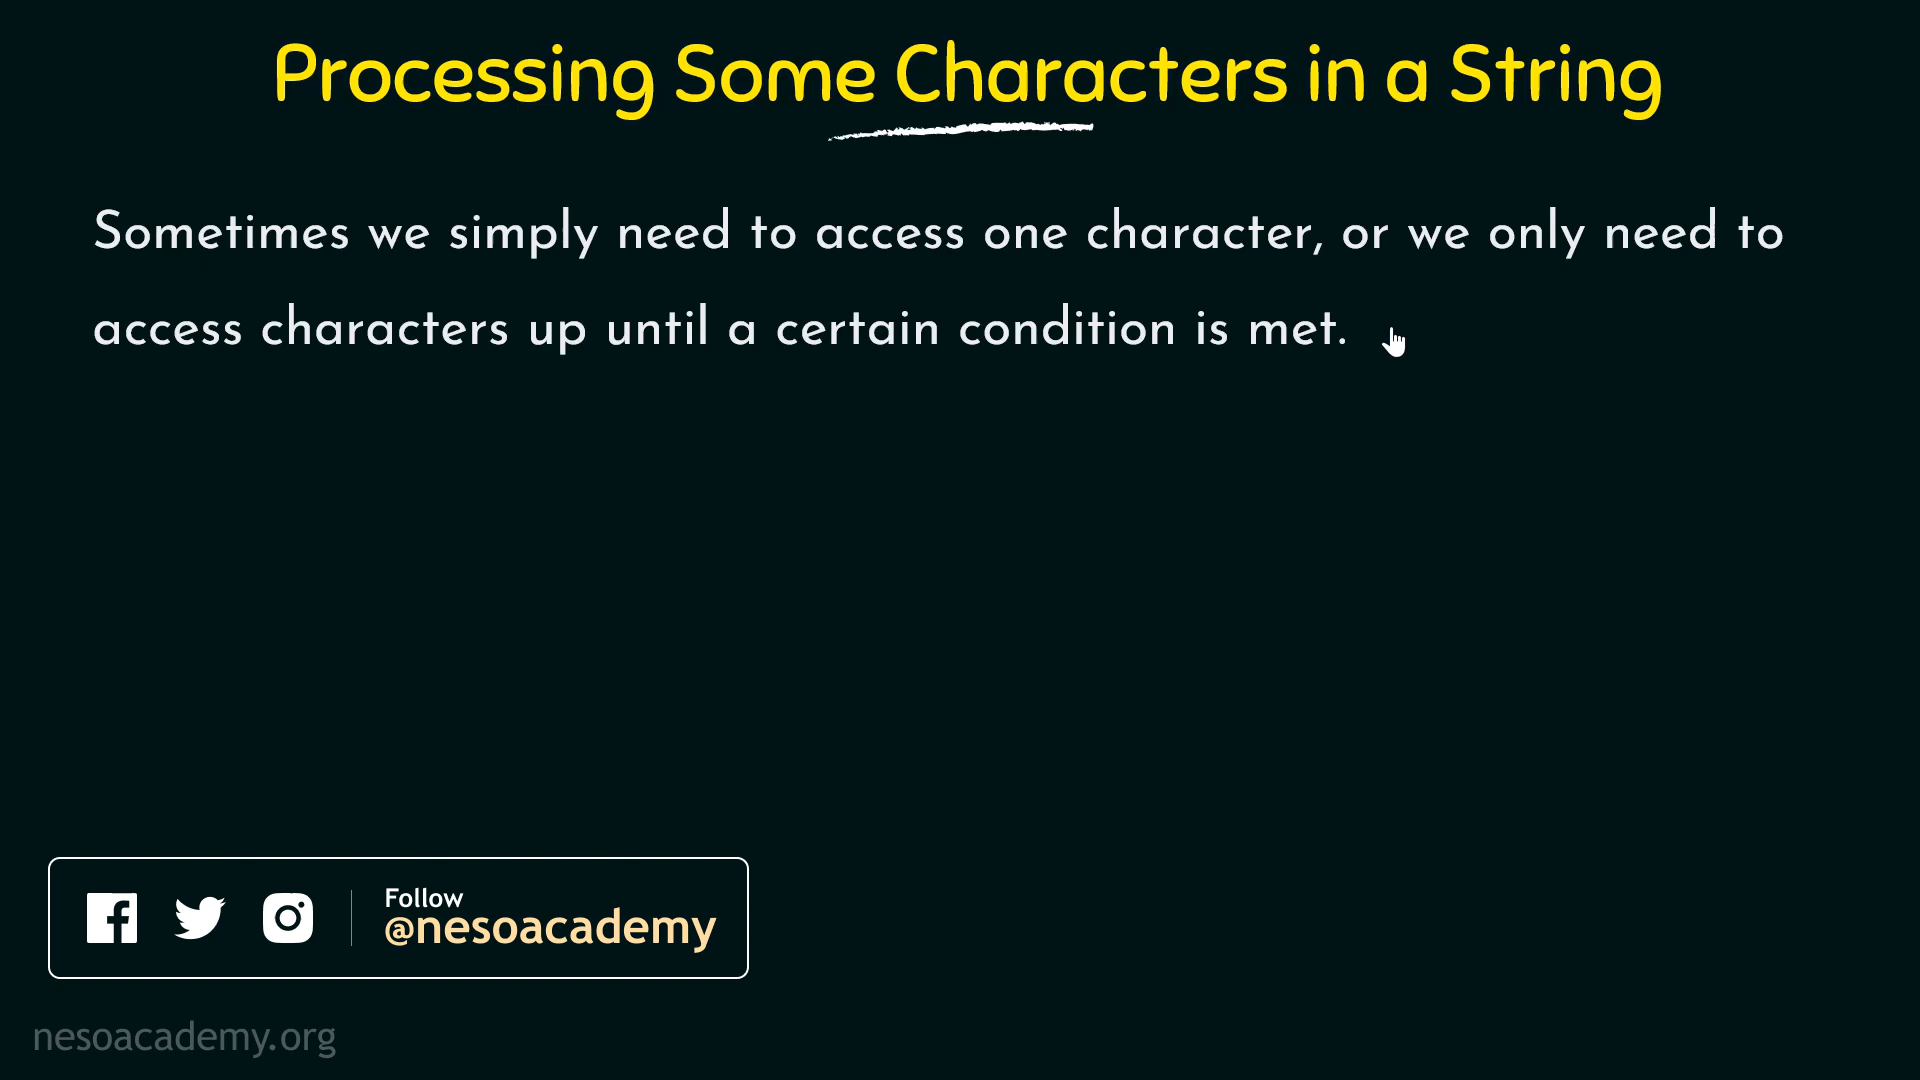 Processing Some Characters in a String
Sometimes we simply need to access one character, or we only need to
access characters up until a certain condition is met.
Follow
@nesoacademy
nesoacademy.org